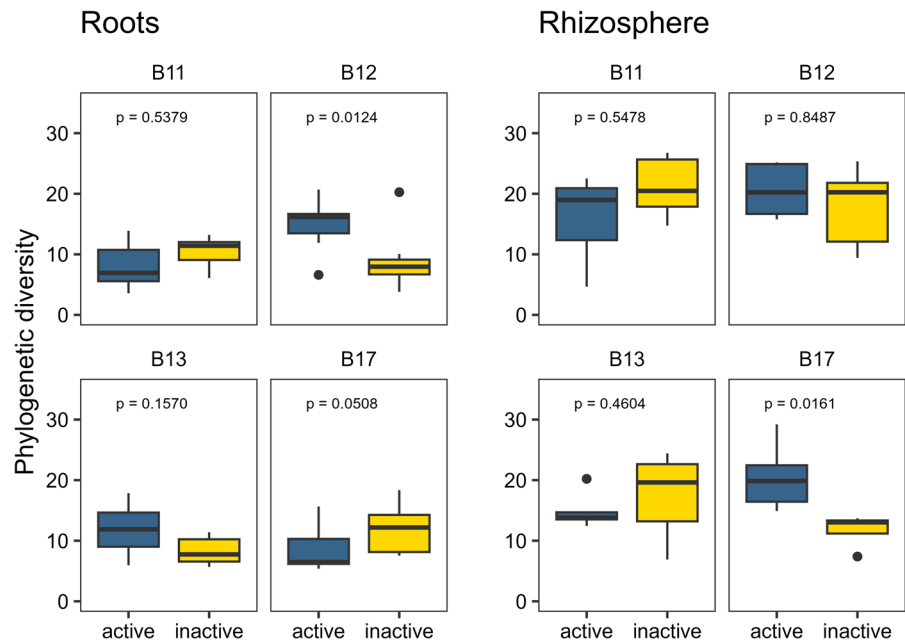 Roots
Rhizosphere
B11
B12
B11
B12
p = 0.5379
p = 0.0124
p = 0.5478
p = 0.8487
30
20
10
0
30
20
10
0
Phylogenetic diversity
B13
B17
B13
B17
p = 0.1570
p = 0.0508
p = 0.4604
p = 0.0161
30
20
10
0
30
20
10
0
active
inactive
active
inactive
active
inactive
active
inactive